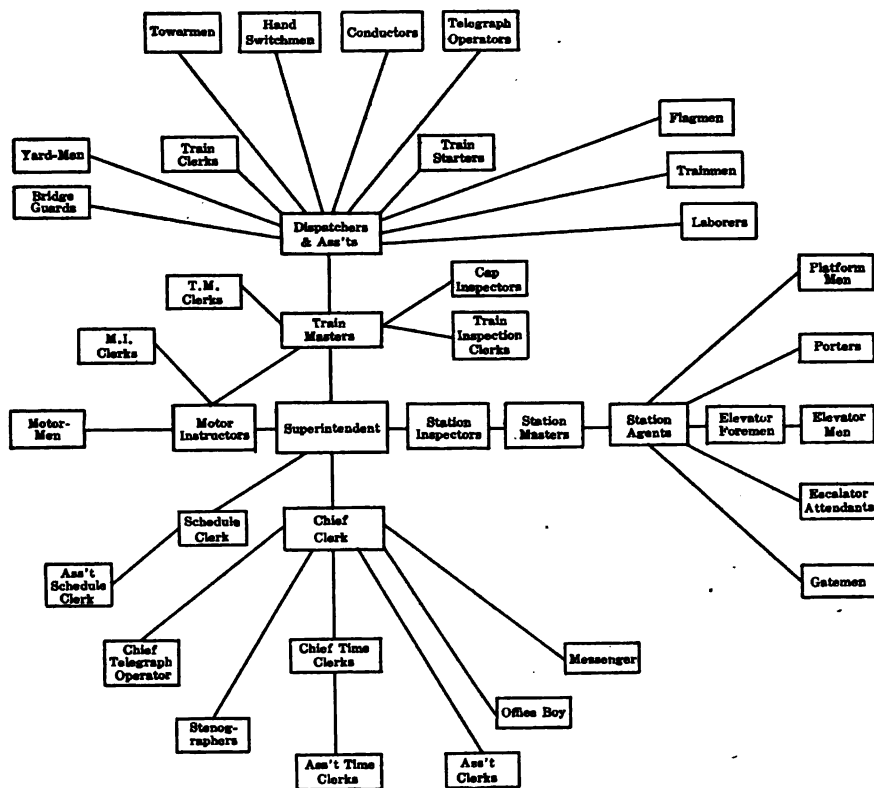 Towermen
Hand
Switchmen
Conductors
Telegraph
Operators
Flagmen
Train
Clerks
Train
Starters
Yard-Men
Trainmen
Bridge
Guards
Laborers
Dispatchers
& Ass'ts
Platform
Men
T.M.
Clerks
Cap
Inspectors
Train
Masters
Train
Inspection
Clerks
M.I.
Clerks
Porters
Motor-
Men
Motor
Instructors
Superintendent
Station
Inspectors
Station
Masters
Station
Agents
Elevator
Foremen
Elevator
Men
Escalator
Attendants
Schedule
Clerk
Chief
Clerk
Ass't
Schedule
Clerk
Gatemen
Chief
Telegraph
Operator
Chief Time
Clerks
Messenger
Office Boy
Stenog-
raphers
Ass't Time
Clerks
Ass't
Clerks